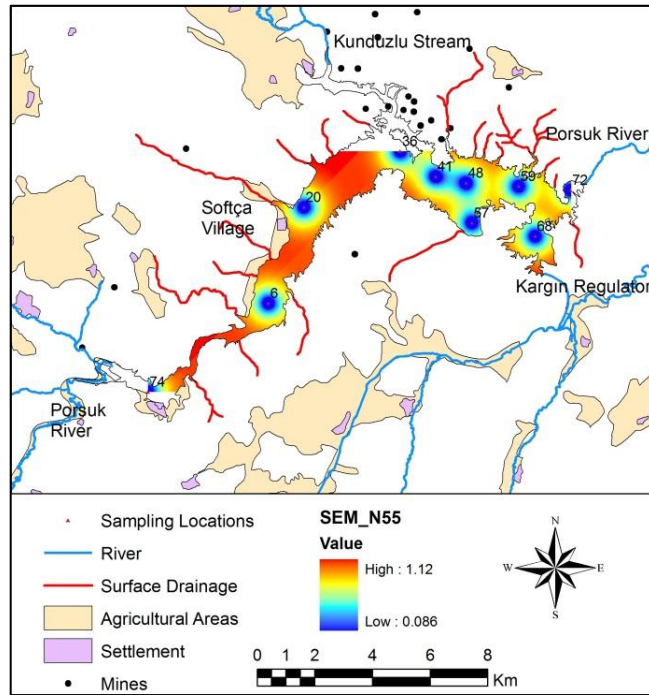 Kunduzlu Stream
Porsuk River
36
41
48
59
72
20
57
68
Softça
Village
6
Kargın Regulator
74
Porsuk
River
Sampling Locations
River
Surface Drainage
Agricultural Areas
Settlement
Mines
SEM_N55
Value
High : 1.12
Low : 0.086
N
W
E
S
0 1 2 4 6 8
Km